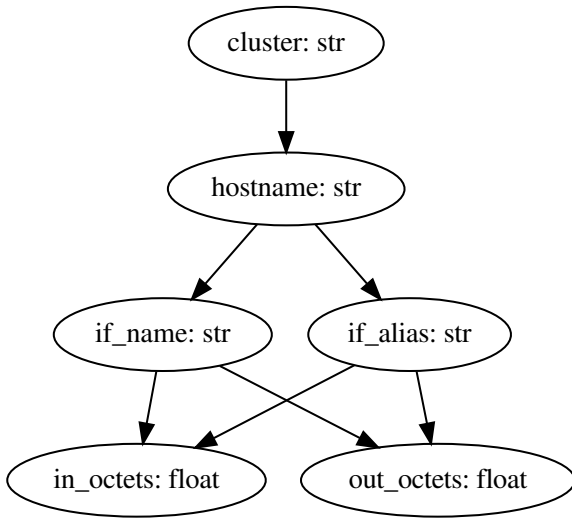 cluster: str
hostname: str
if_name: str
if_alias: str
in_octets: float
out_octets: float